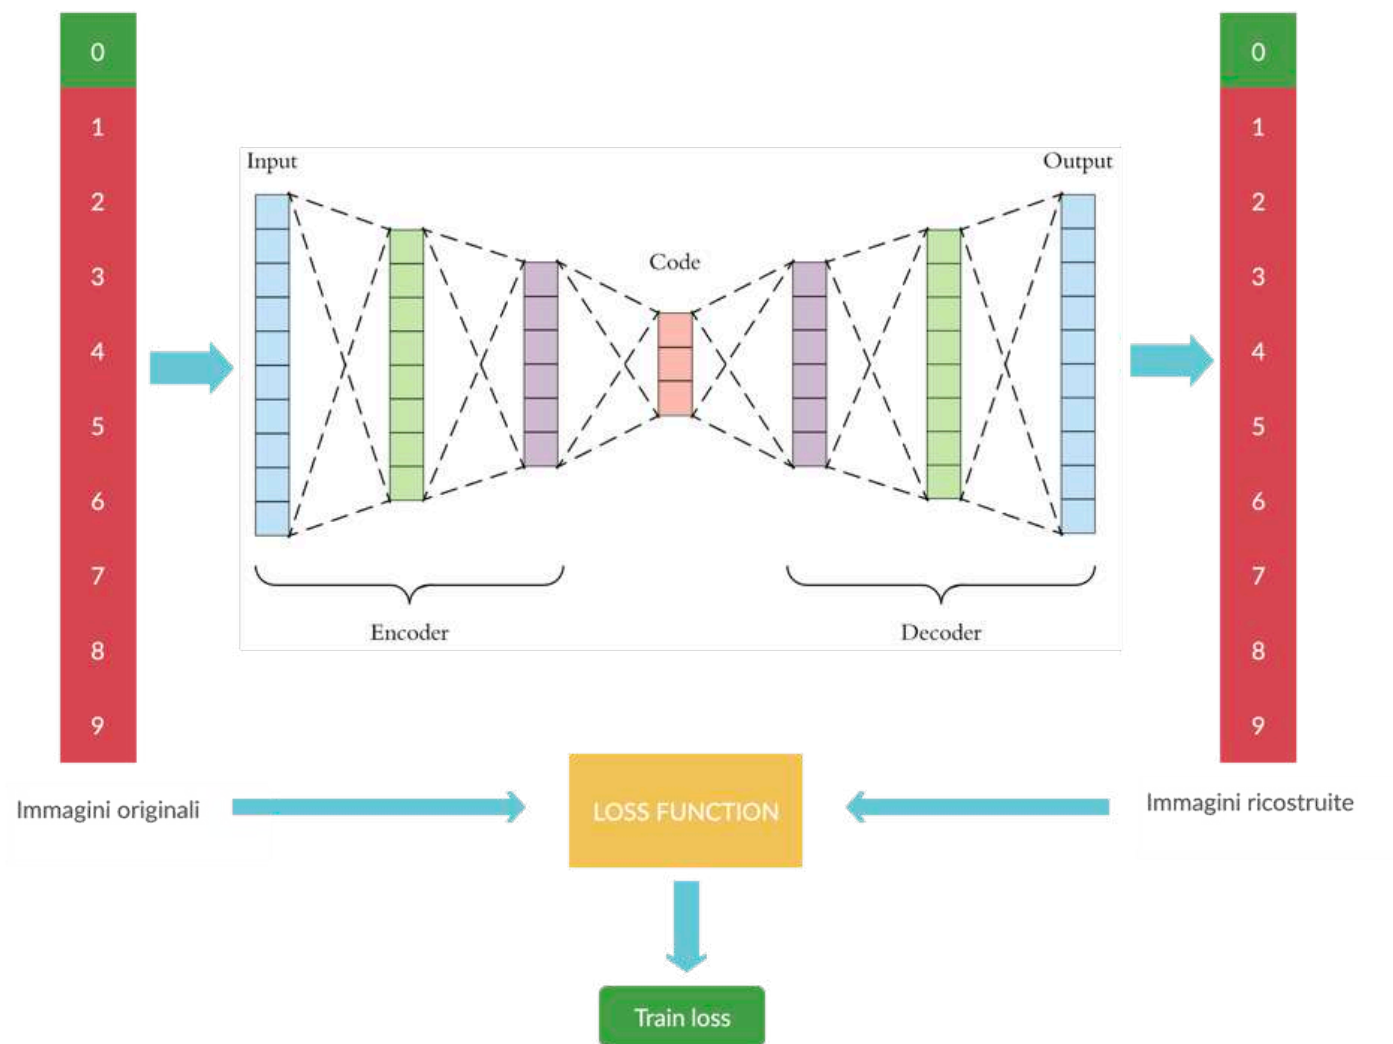 0
1
2
3
4
5
6
7
8
9
Input
Code
Output
Encoder
Decoder
0
1
2
3
4
5
6
7
8
9
Immagini originali
LOSS FUNCTION
Immagini ricostruite
Train loss